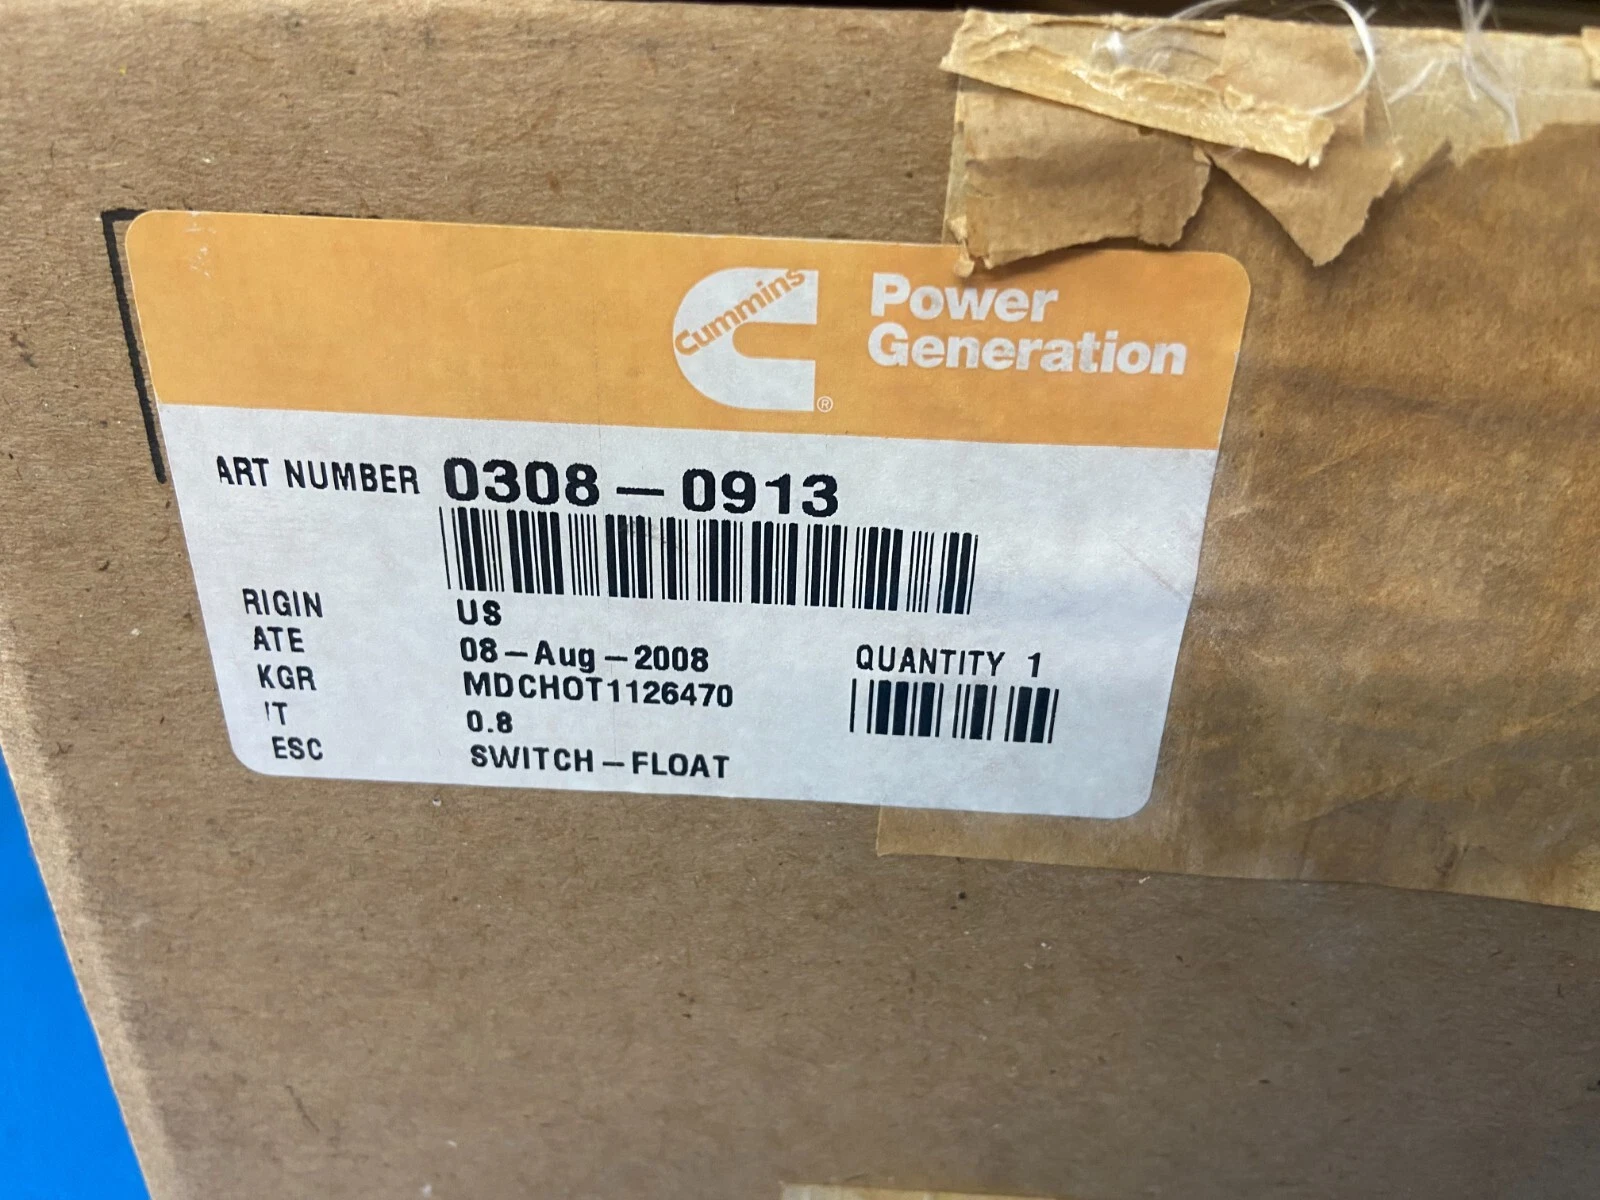 Cummins
Power
Generation
®
ART NUMBER 0308-0913
RIGIN US
ATE 08-Aug-2008
QUANTITY 1
KGR MDCHOT1126470
IT 0.8
ESC SWITCH-FLOAT